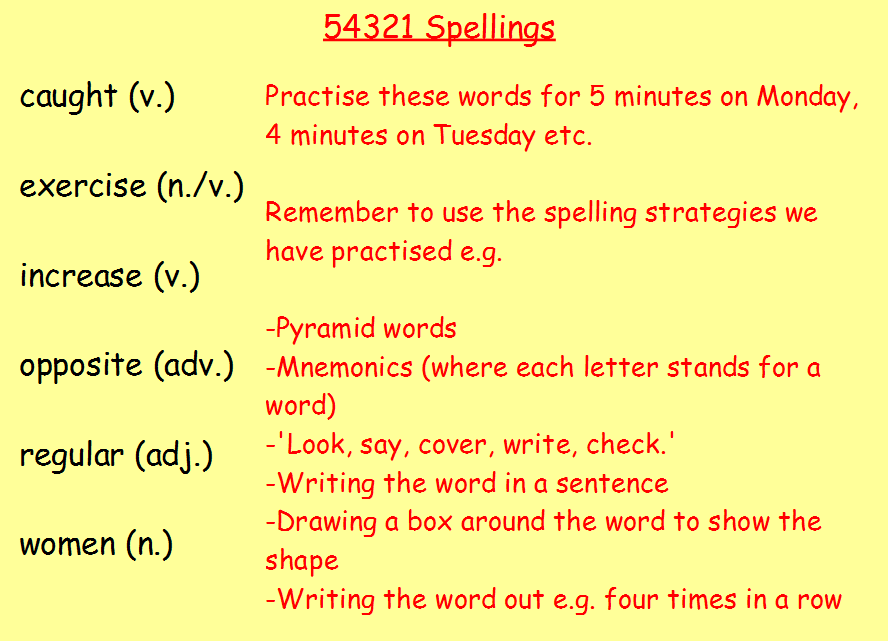 54321 Spellings
caught (v.)
exercise (n./v.)
increase (v.)
opposite (adv.)
regular (adj.)
women (n.)
Practise these words for 5 minutes on Monday,
4 minutes on Tuesday etc.
Remember to use the spelling strategies we
have practised e.g.
-Pyramid words
-Mnemonics (where each letter stands for a
word)
-'Look, say, cover, write, check.'
-Writing the word in a sentence
-Drawing a box around the word to show the
shape
-Writing the word out e.g. four times in a row